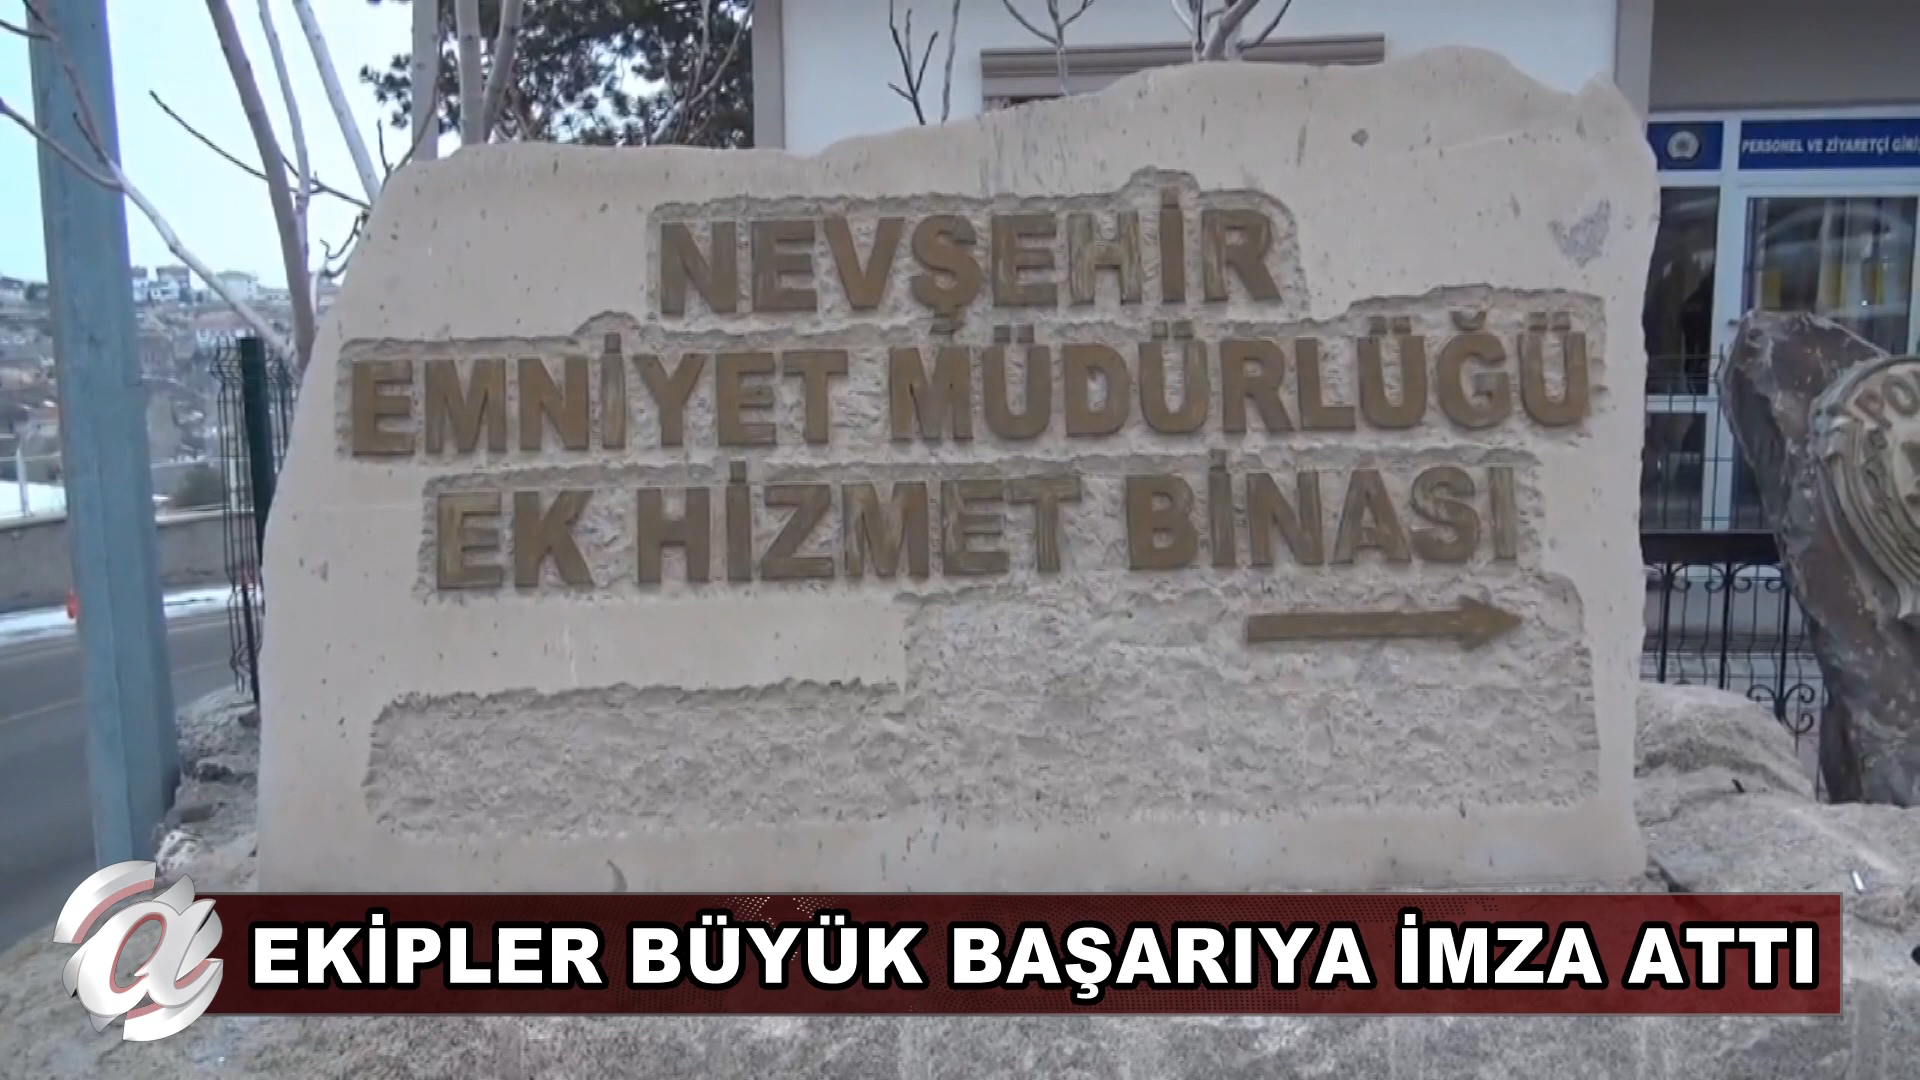 PERSONEL VE ZİYARETÇİ
NEVŞEHİR
EMNİYET MÜDÜRLÜĞÜ
EK HİZMET BİNASI
EKİPLER BÜYÜK BAŞARIYA İMZA ATTI